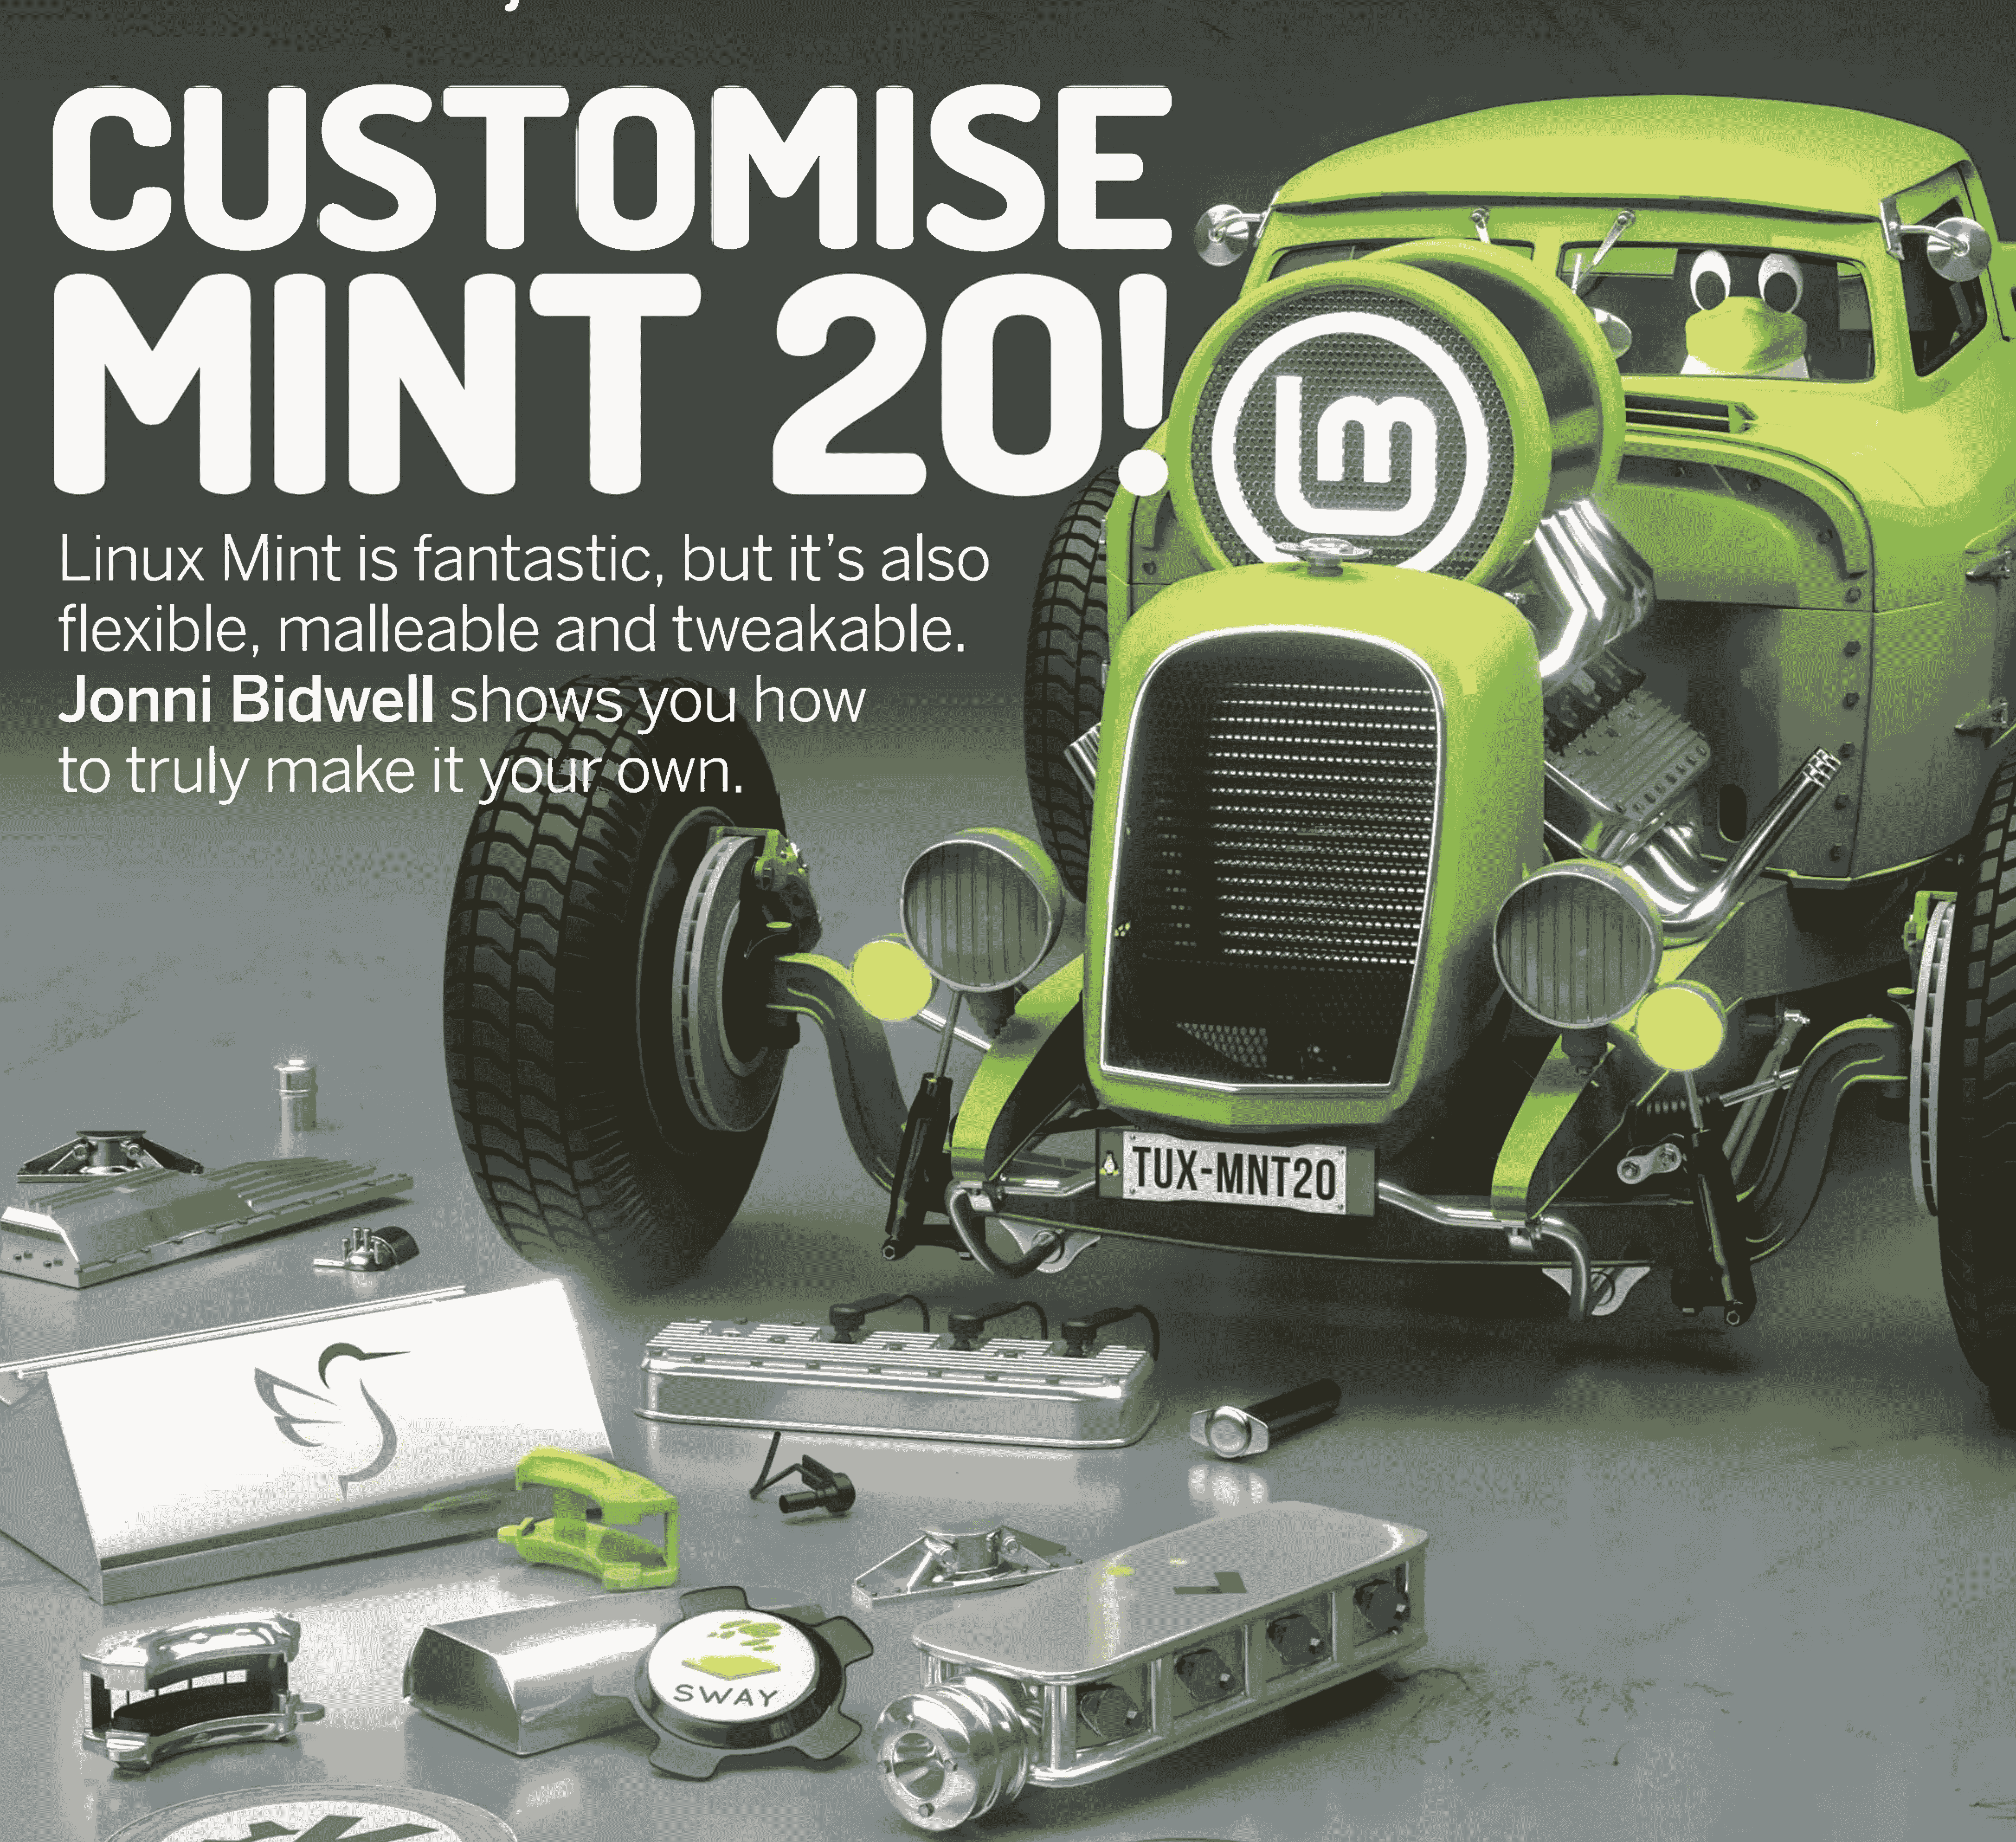 CUSTOMISE
MINT 20!
Linux Mint is fantastic, but it's also
flexible, malleable and tweakable.
Jonni Bidwell shows you how
to truly make it your own.
lm
TUX-MNT20
SWAY